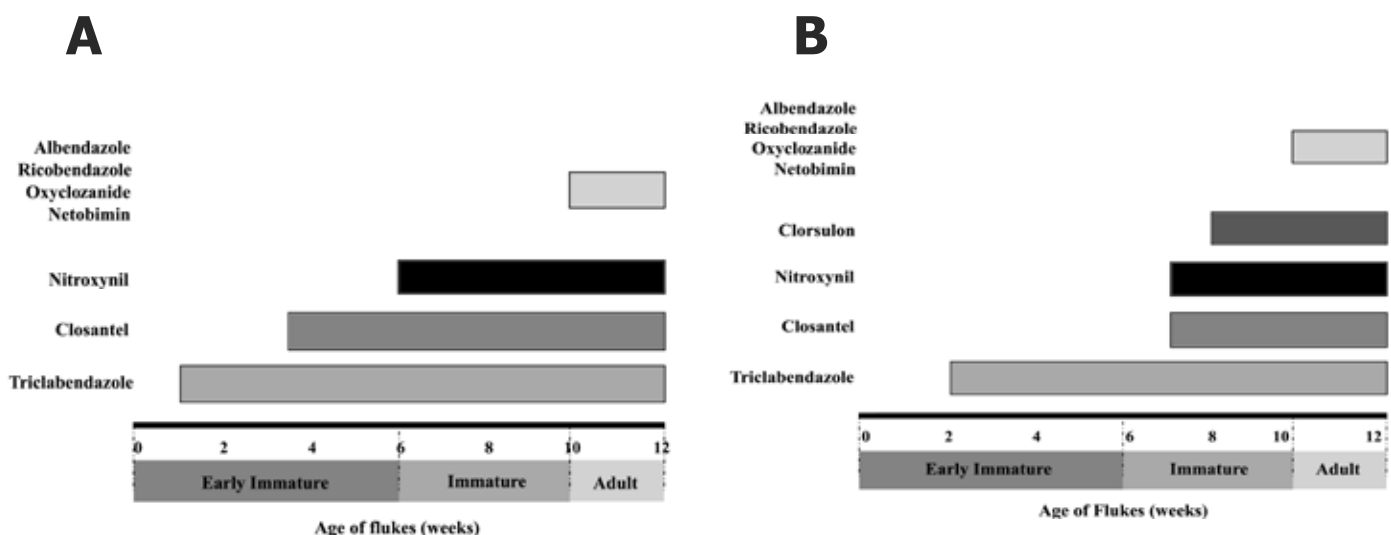 A
Albendazole
Ricobendazole
Oxyclozanide
Netobimin
Nitroxynil
Closantel
Triclabendazole
0 2 4 6 8 10 12
Early Immature Immature Adult
Age of flukes (weeks)
B
Albendazole
Ricobendazole
Oxyclozanide
Netobimin
Clorsulon
Nitroxynil
Closantel
Triclabendazole
0 2 4 6 8 10 12
Early Immature Immature Adult
Age of Flukes (weeks)